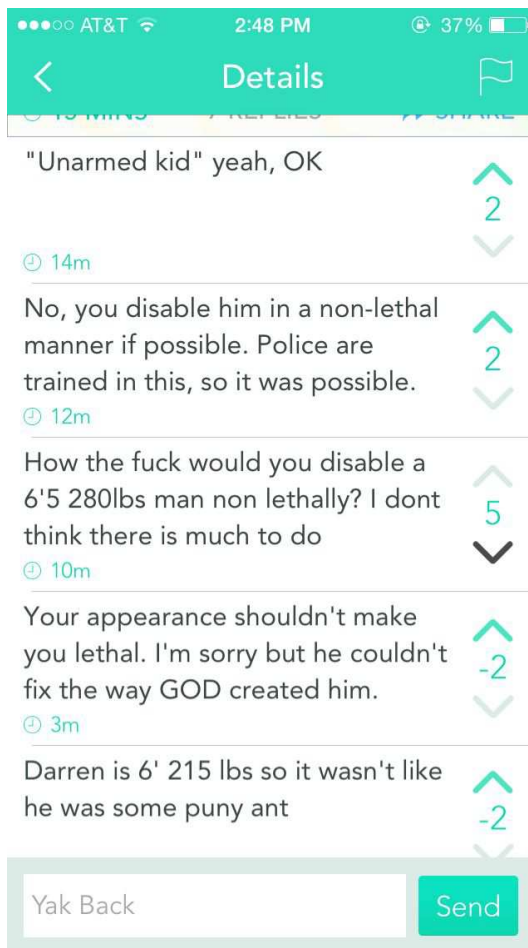 AT&T 2:48 PM 37%
Details
"Unarmed kid" yeah, OK
2
14m
No, you disable him in a non-lethal
manner if possible. Police are
trained in this, so it was possible.
2
12m
How the fuck would you disable a
6'5 280lbs man non lethally? I dont
think there is much to do
5
10m
Your appearance shouldn't make
you lethal. I'm sorry but he couldn't
fix the way GOD created him.
-2
3m
Darren is 6' 215 lbs so it wasn't like
he was some puny ant
-2
Yak Back Send